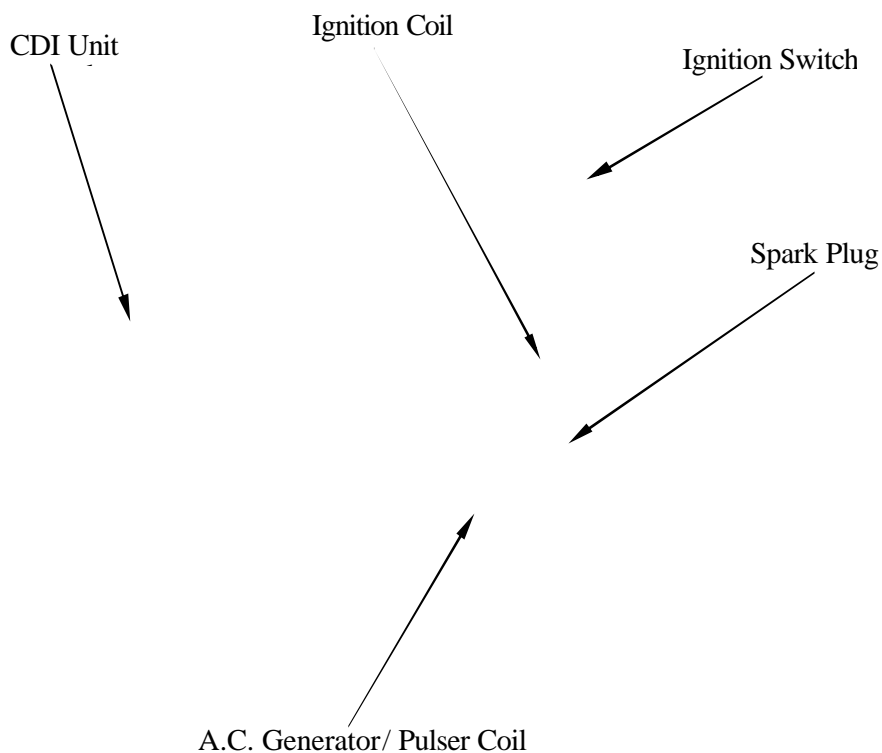 Ignition Coil
CDI Unit
Ignition Switch
Spark Plug
A.C. Generator/ Pulser Coil